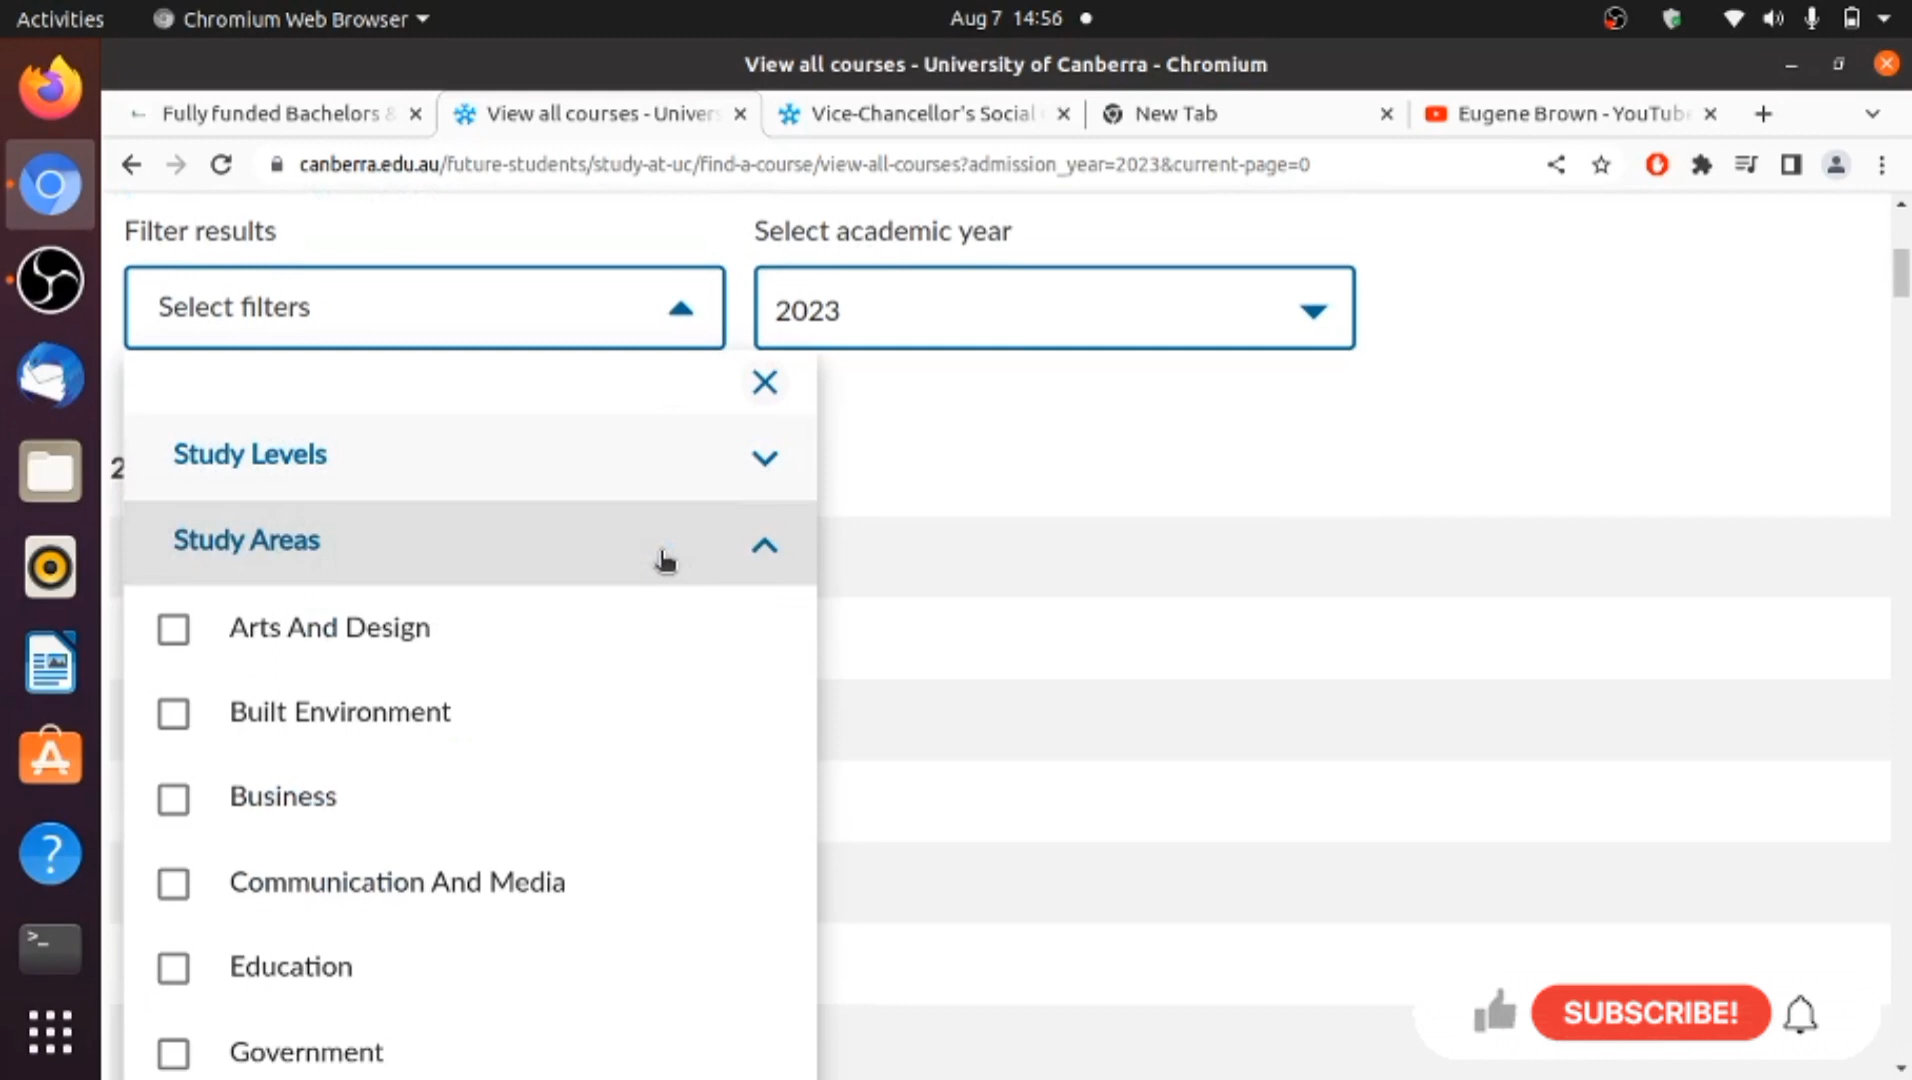 Activities
Chromium Web Browser
Aug 7 14:56
View all courses - University of Canberra - Chromium
Fully funded Bachelors &
View all courses - Univers
Vice-Chancellor's Social
New Tab
Eugene Brown - YouTube
canberra.edu.au/future-students/study-at-uc/find-a-course/view-all-courses?admission_year=2023&current-page=0
Filter results
Select academic year
Select filters
2023
Study Levels
2
Study Areas
Arts And Design
Built Environment
Business
Communication And Media
Education
Government
SUBSCRIBE!